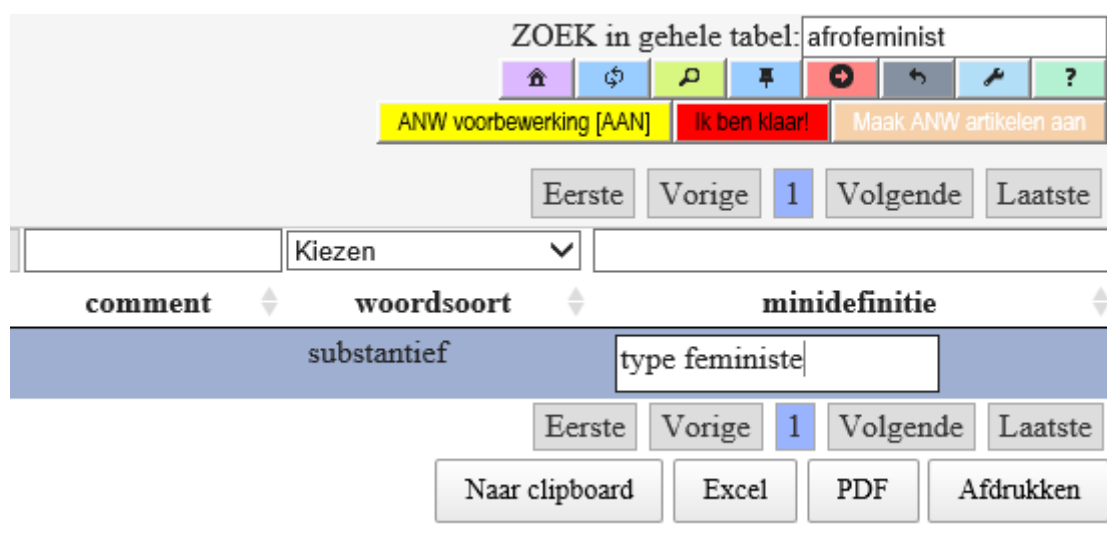 ZOEK in gehele tabel: afrofeminist
?
ANW voorbewerking [AAN] Ik ben klaar! Maak ANW artikelen aan
Eerste Vorige 1 Volgende Laatste
Kiezen
comment woordsoort minidefinitie
substantief type feministe
Eerste Vorige 1 Volgende Laatste
Naar clipboard Excel PDF Afdrukken